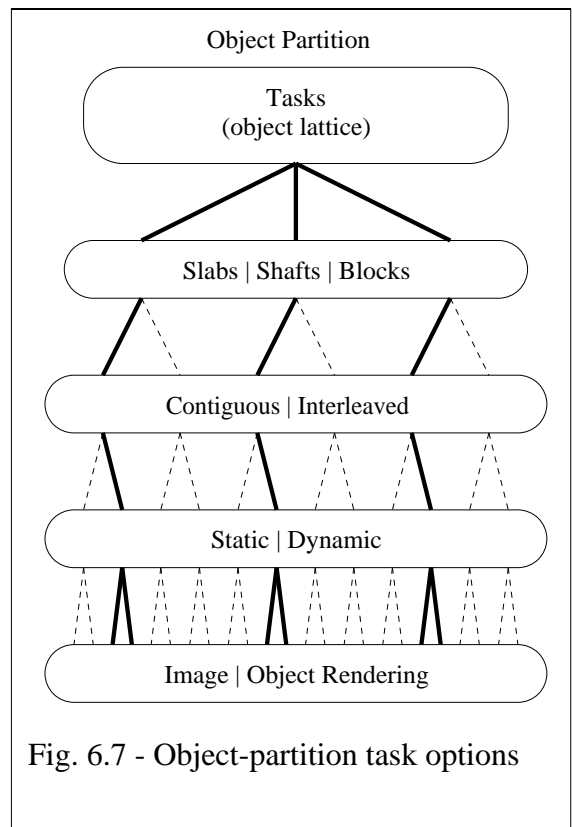 Object Partition
Tasks
(object lattice)
Slabs | Shafts | Blocks
Contiguous | Interleaved
Static | Dynamic
Image | Object Rendering
Fig. 6.7 - Object-partition task options